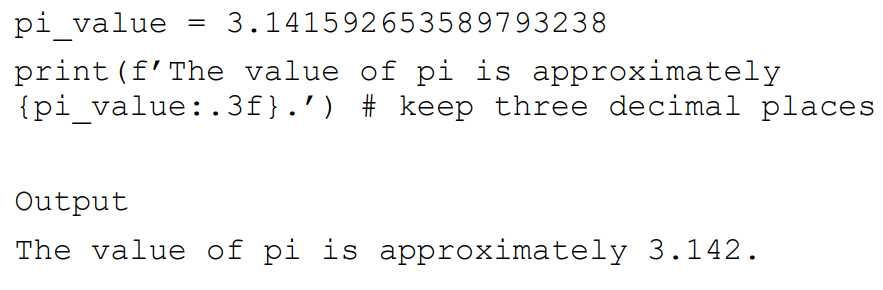 pi_value = 3.141592653589793238
print(f’The value of pi is approximately
{pi_value:.3f}.’) # keep three decimal places
Output
The value of pi is approximately 3.142.